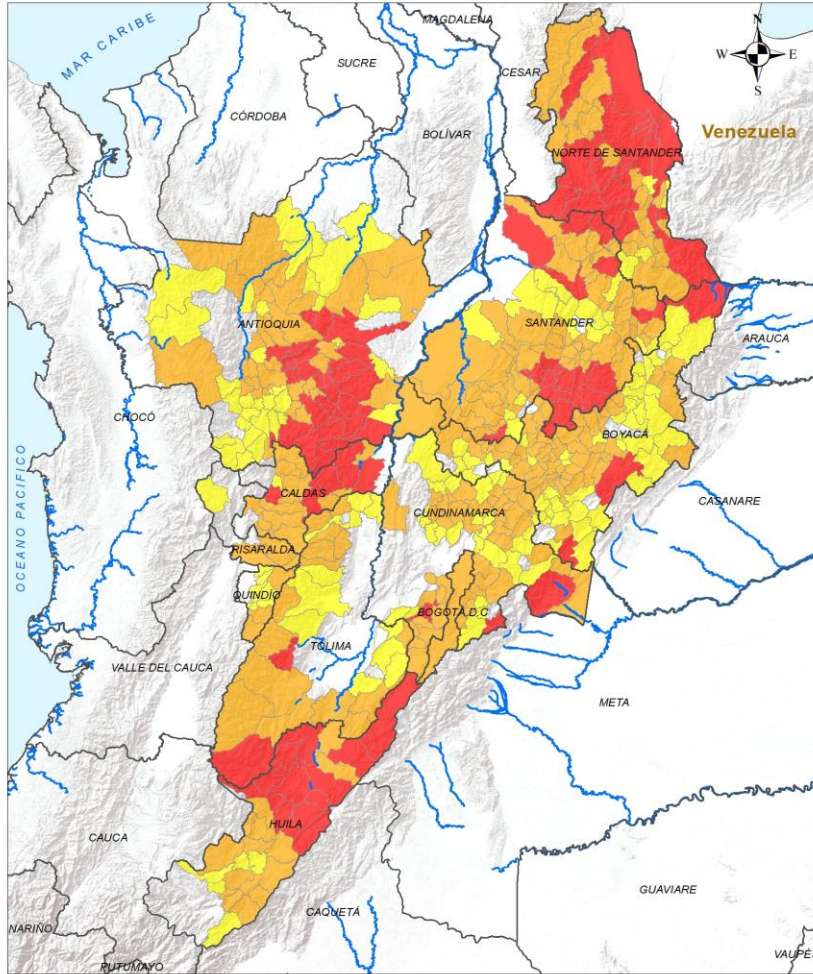 MAGDALENA
N
MAR CARIBE
SUCRE
CESAR
W
E
S
CÓRDOBA
BOLÍVAR
Venezuela
NORTE DE SANTANDER
ANTIOQUIA
SANTANDER
ARAUCA
CHOCÓ
BOYACÁ
OCEANO PACIFICO
CALDAS
CUNDINAMARCA
CASANARE
RISARALDA
QUINDÍO
BOGOTÁ,D.C
TOLIMA
VALLE DEL CAUCA
META
CAUCA
HUILA
GUAVIARE
CAQUETÁ
NARIÑO
PUTUMAYO
VAUPÉS